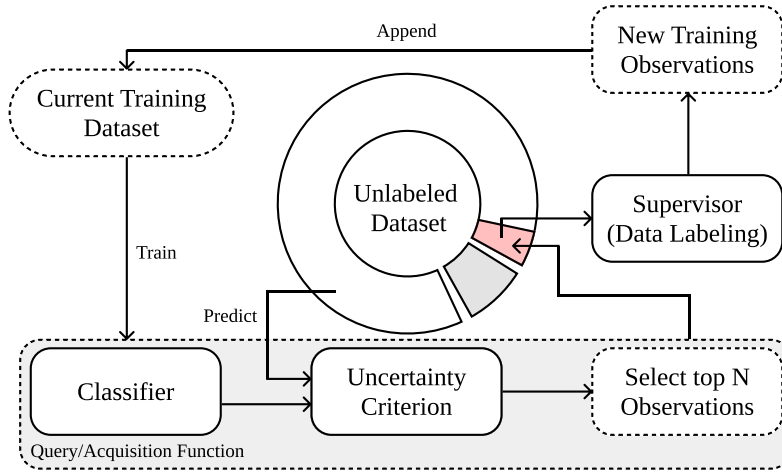 Append
New Training
Observations
Current Training
Dataset
Unlabeled
Dataset
Supervisor
(Data Labeling)
Train
Predict
Classifier
Uncertainty
Criterion
Select top N
Observations
Query/Acquisition Function